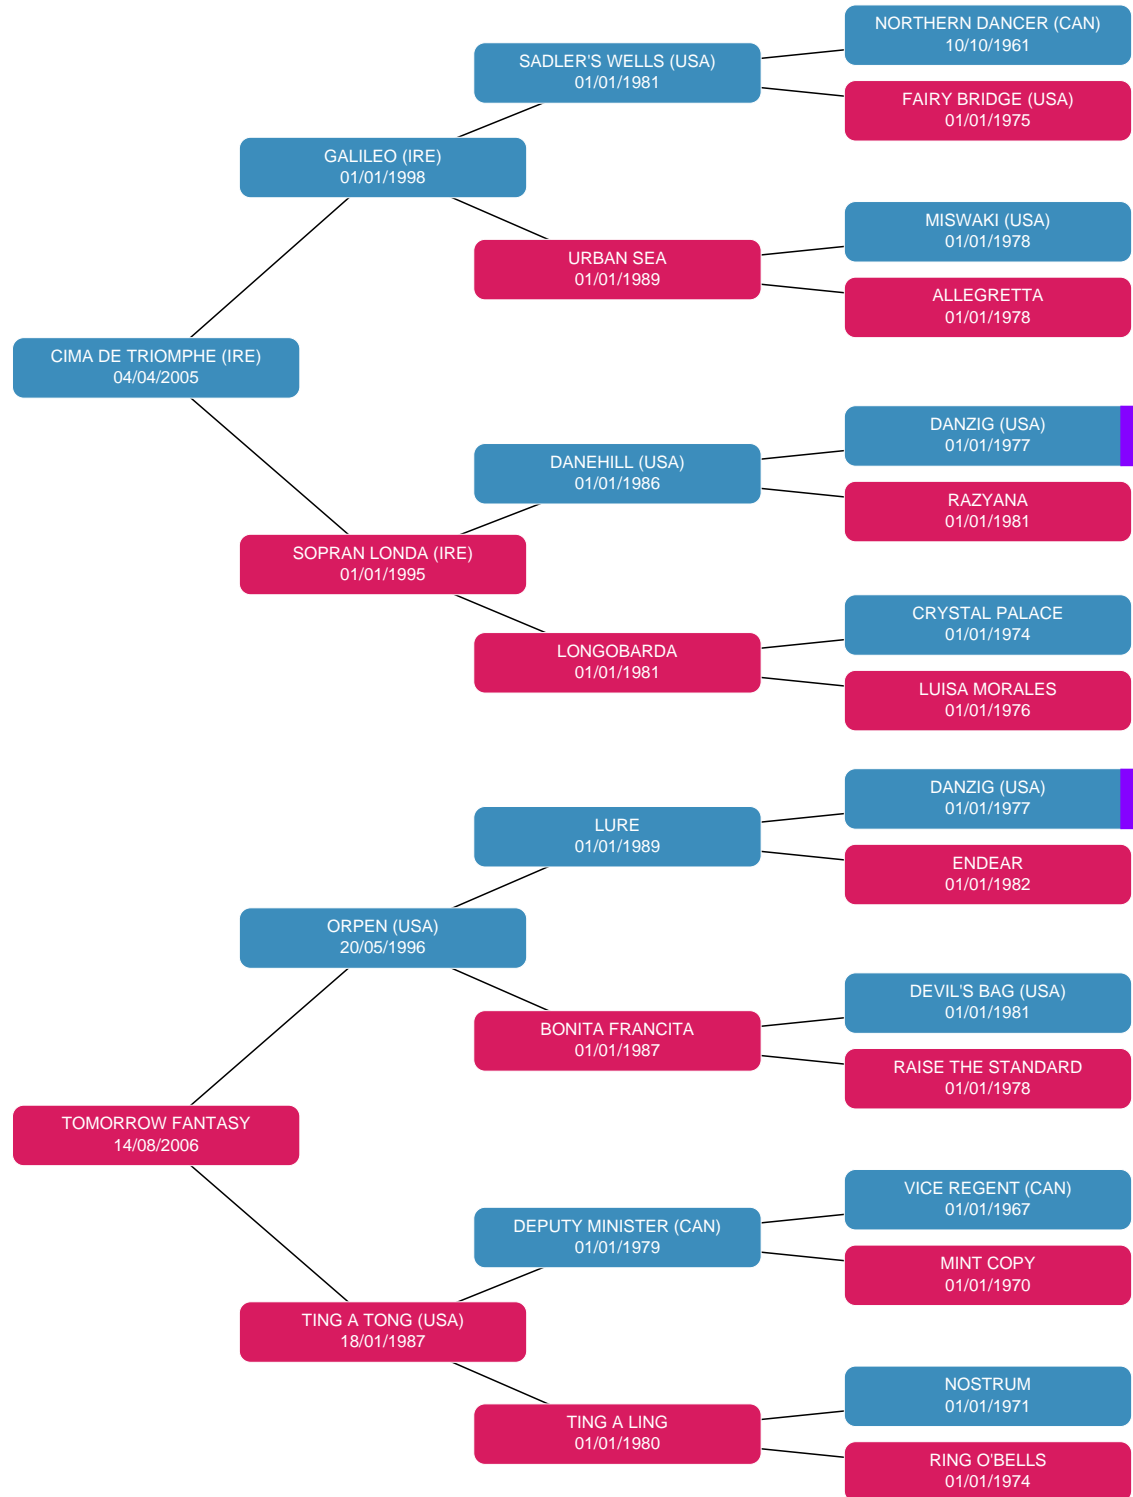 NORTHERN DANCER (CAN)
10/10/1961
SADLER'S WELLS (USA)
01/01/1981
FAIRY BRIDGE (USA)
01/01/1975
GALILEO (IRE)
01/01/1998
MISWAKI (USA)
01/01/1978
URBAN SEA
01/01/1989
ALLEGRETTA
01/01/1978
CIMA DE TRIOMPHE (IRE)
04/04/2005
DANZIG (USA)
01/01/1977
DANEHILL (USA)
01/01/1986
RAZYANA
01/01/1981
SOPRAN LONDA (IRE)
01/01/1995
CRYSTAL PALACE
01/01/1974
LONGOBARDA
01/01/1981
LUISA MORALES
01/01/1976
DANZIG (USA)
01/01/1977
LURE
01/01/1989
ENDEAR
01/01/1982
ORPEN (USA)
20/05/1996
DEVIL'S BAG (USA)
01/01/1981
BONITA FRANCITA
01/01/1987
RAISE THE STANDARD
01/01/1978
TOMORROW FANTASY
14/08/2006
VICE REGENT (CAN)
01/01/1967
DEPUTY MINISTER (CAN)
01/01/1979
MINT COPY
01/01/1970
TING A TONG (USA)
18/01/1987
NOSTRUM
01/01/1971
TING A LING
01/01/1980
RING O'BELLS
01/01/1974